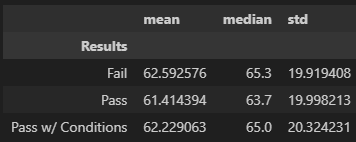 mean median std
Results
Fail 62.592576 65.3 19.919408
Pass 61.414394 63.7 19.998213
Pass w/ Conditions 62.229063 65.0 20.324231